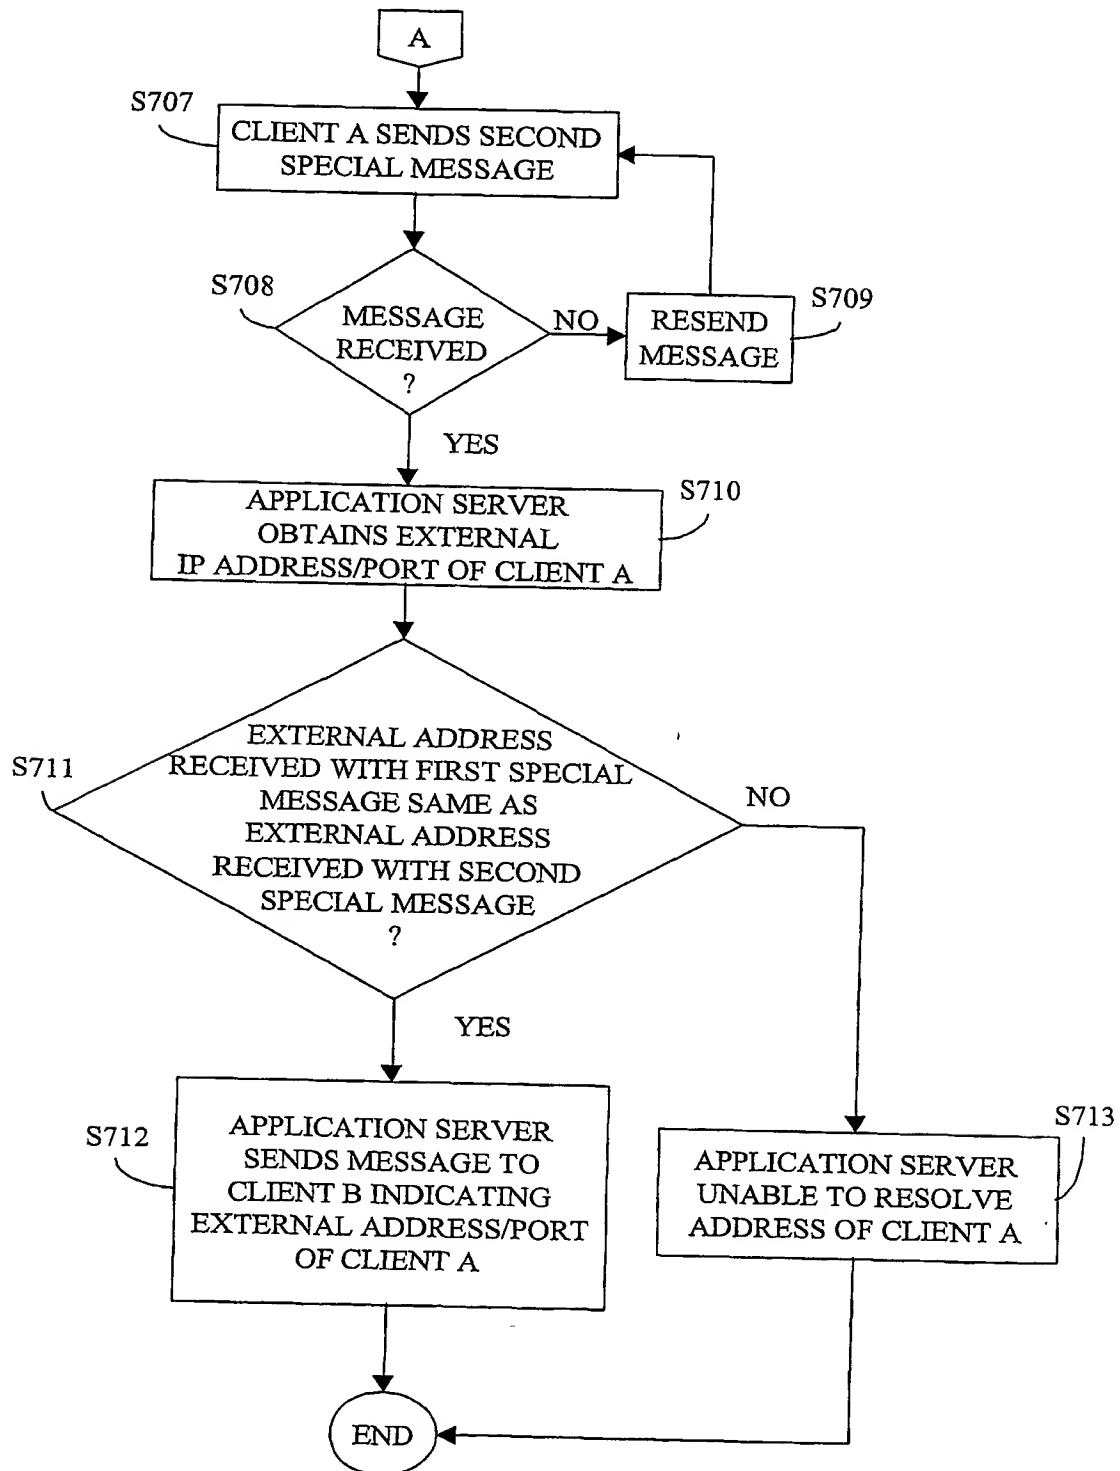 A
S707
CLIENT A SENDS SECOND
SPECIAL MESSAGE
S708
MESSAGE
RECEIVED
?
NO
S709
RESEND
MESSAGE
YES
S710
APPLICATION SERVER
OBTAINS EXTERNAL
IP ADDRESS/PORT OF CLIENT A
S711
EXTERNAL ADDRESS
RECEIVED WITH FIRST SPECIAL
MESSAGE SAME AS
EXTERNAL ADDRESS
RECEIVED WITH SECOND
SPECIAL MESSAGE
?
NO
YES
S712
APPLICATION SERVER
SENDS MESSAGE TO
CLIENT B INDICATING
EXTERNAL ADDRESS/PORT
OF CLIENT A
S713
APPLICATION SERVER
UNABLE TO RESOLVE
ADDRESS OF CLIENT A
END